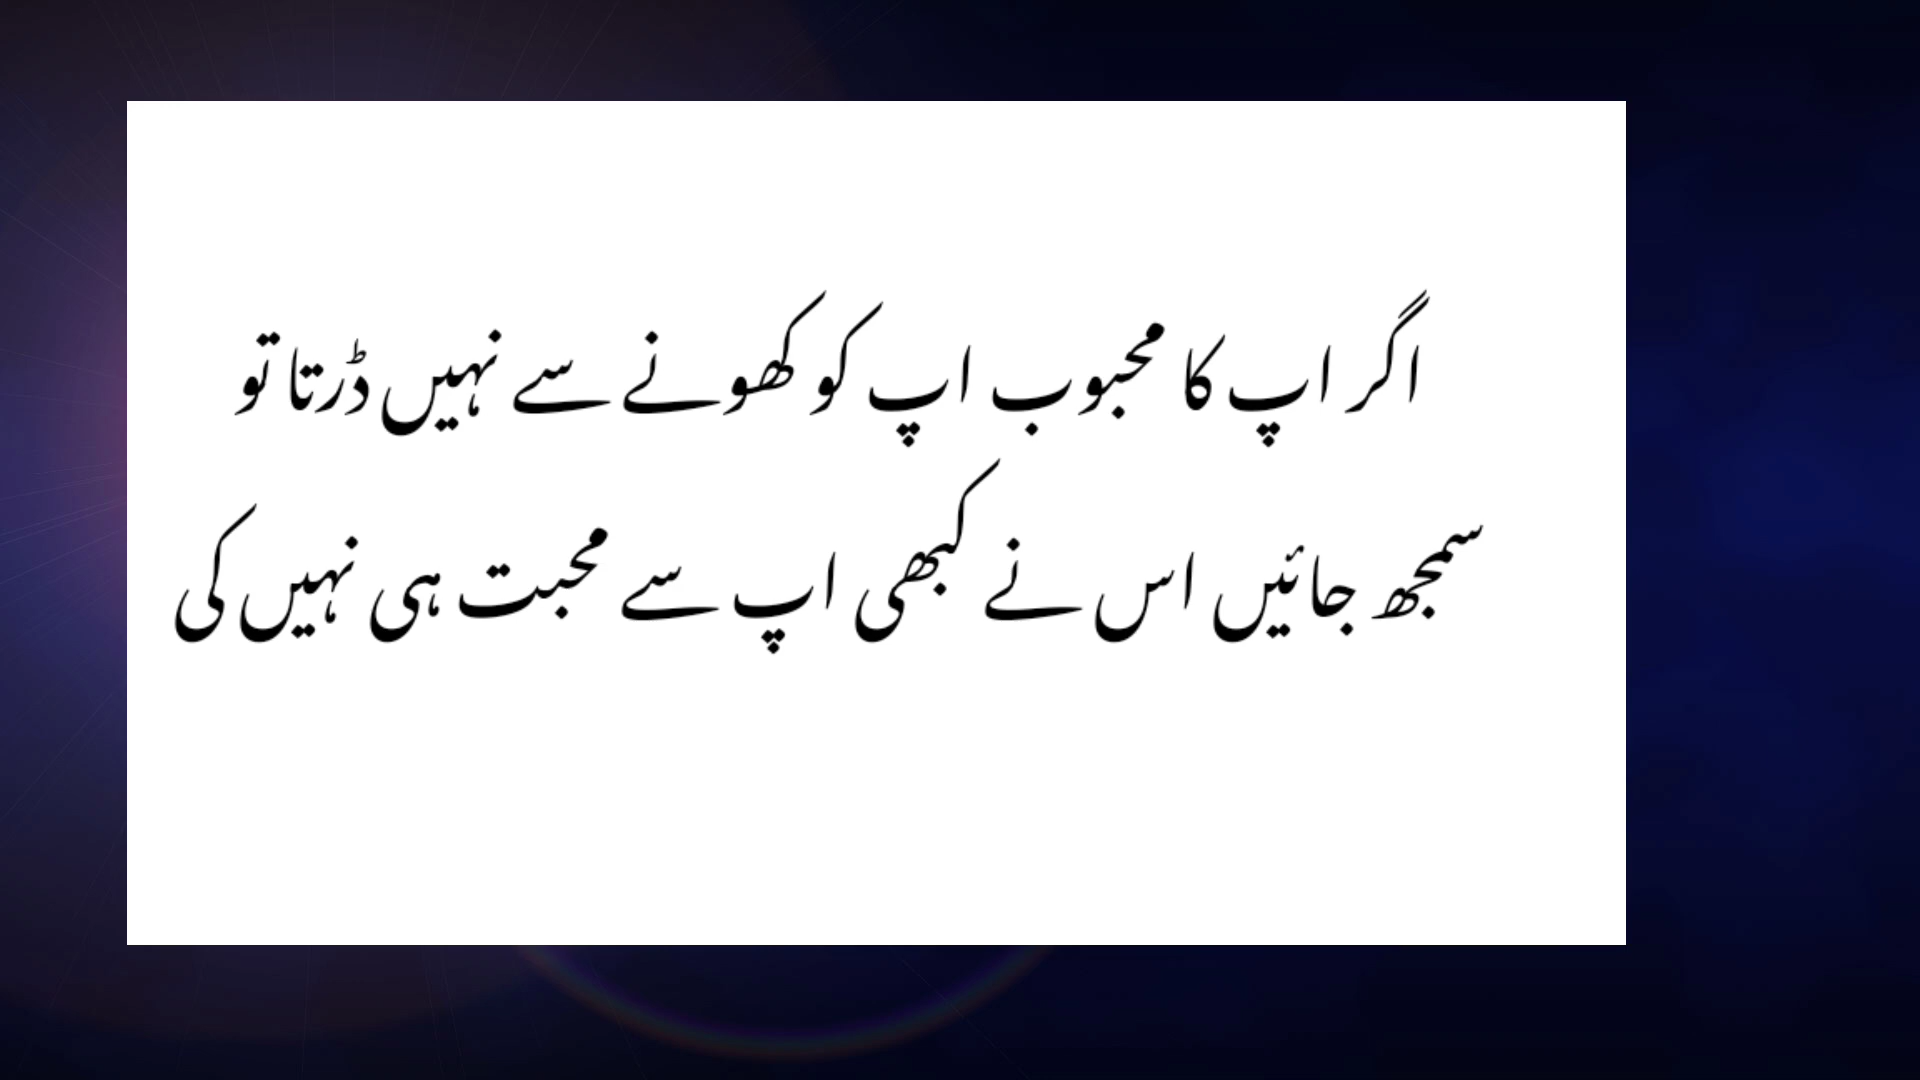 اگر اپ کا محبوب اپ کو کھونے سے نہیں ڈرتا تو
سمجھ جائیں اس نے کبھی اپ سے محبت ہی نہیں کی